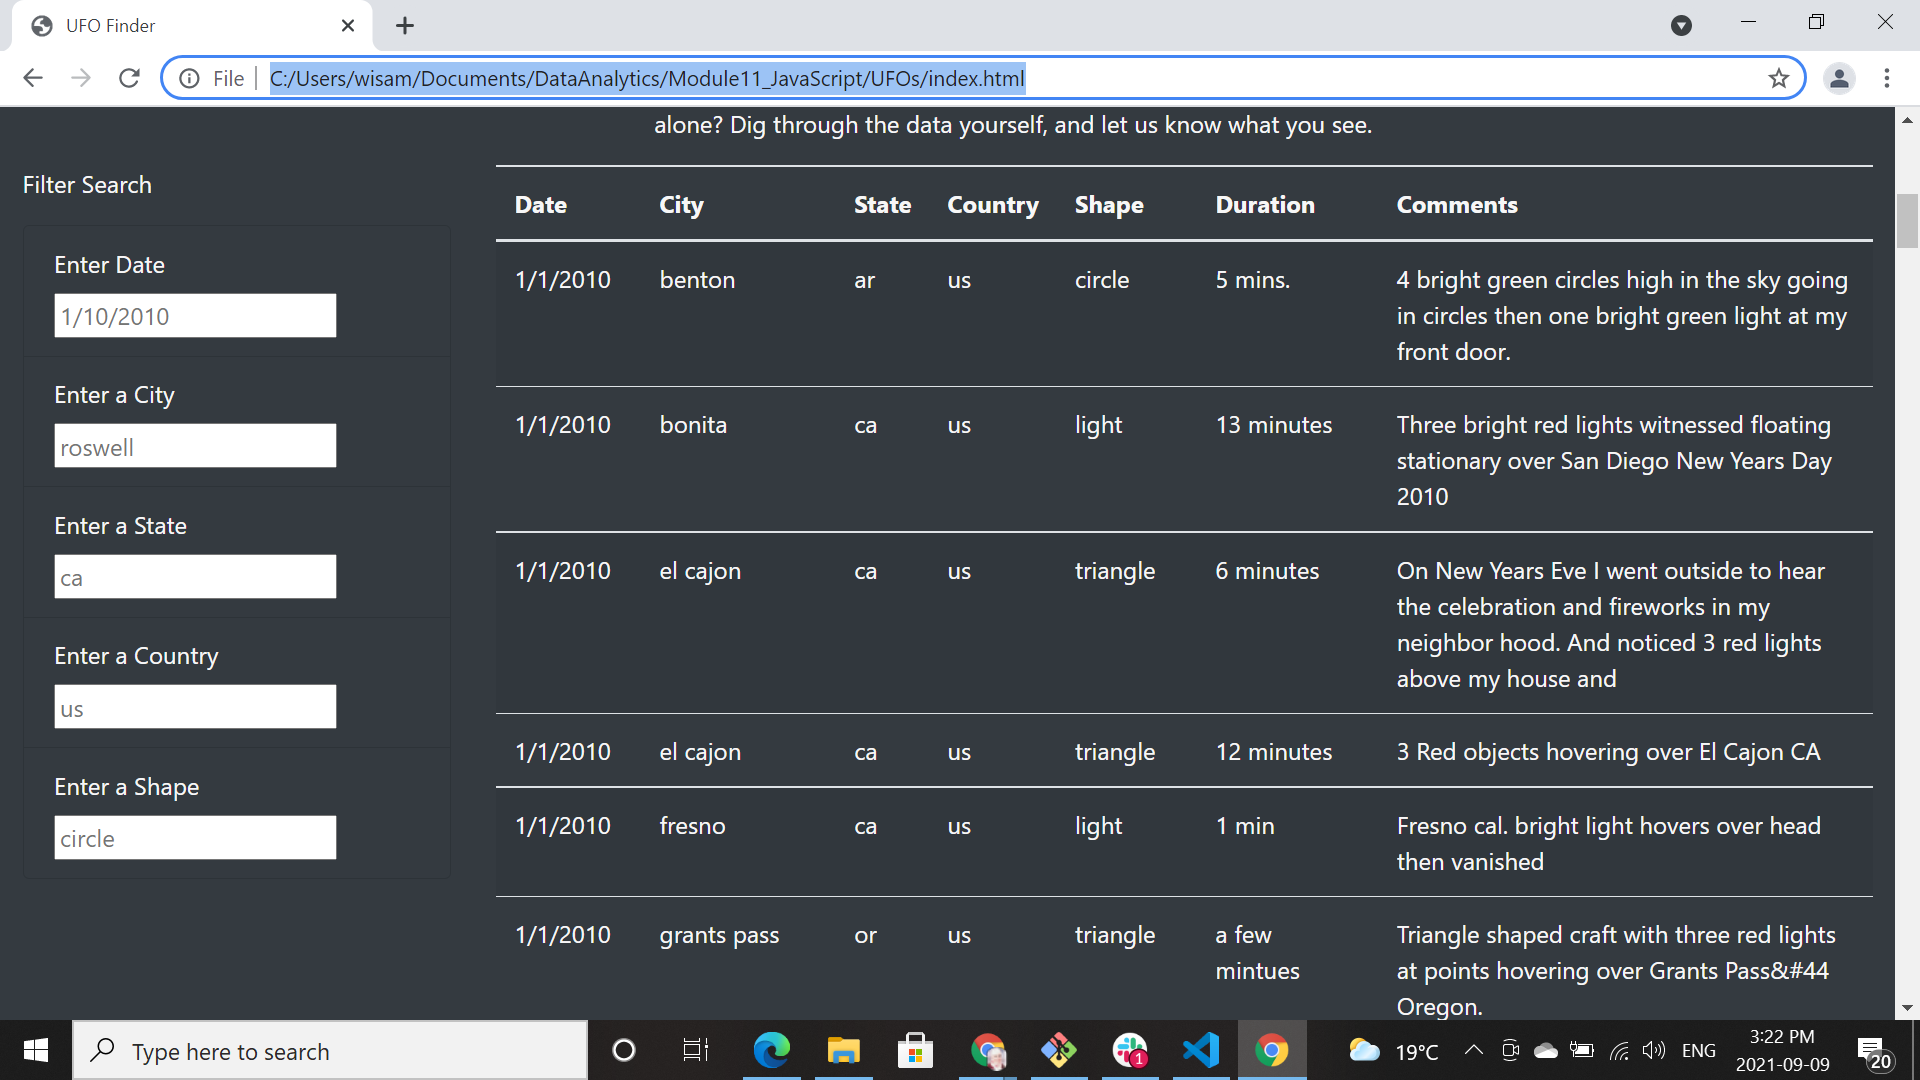 UFO Finder
File | C:/Users/wisam/Documents/DataAnalytics/Module11_JavaScript/UFOs/index.html
alone? Dig through the data yourself, and let us know what you see.
Filter Search
Enter Date
1/10/2010
Enter a City
roswell
Enter a State
ca
Enter a Country
us
Enter a Shape
circle
Date City State Country Shape Duration Comments
1/1/2010 benton ar us circle 5 mins. 4 bright green circles high in the sky going
in circles then one bright green light at my
front door.
1/1/2010 bonita ca us light 13 minutes Three bright red lights witnessed floating
stationary over San Diego New Years Day
2010
1/1/2010 el cajon ca us triangle 6 minutes On New Years Eve I went outside to hear
the celebration and fireworks in my
neighbor hood. And noticed 3 red lights
above my house and
1/1/2010 el cajon ca us triangle 12 minutes 3 Red objects hovering over El Cajon CA
1/1/2010 fresno ca us light 1 min Fresno cal. bright light hovers over head
then vanished
1/1/2010 grants pass or us triangle a few Triangle shaped craft with three red lights
mintues at points hovering over Grants Pass&#44
Oregon.
Type here to search
1
19°C
ENG
3:22 PM
2021-09-09
20